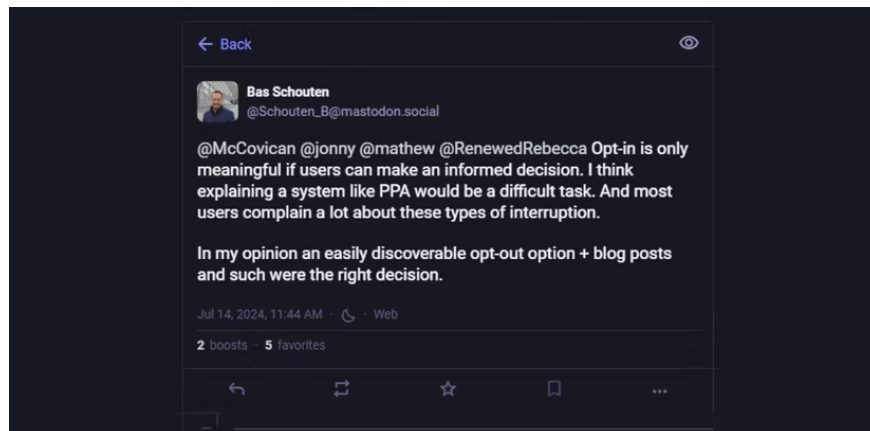 Back
Bas Schouten
@Schouten_B@mastodon.social
@McCovican @jonny @mathew @RenewedRebecca Opt-in is only
meaningful if users can make an informed decision. I think
explaining a system like PPA would be a difficult task. And most
users complain a lot about these types of interruption.
In my opinion an easily discoverable opt-out option + blog posts
and such were the right decision.
Jul 14, 2024, 11:44 AM · Web
2 boosts · 5 favorites